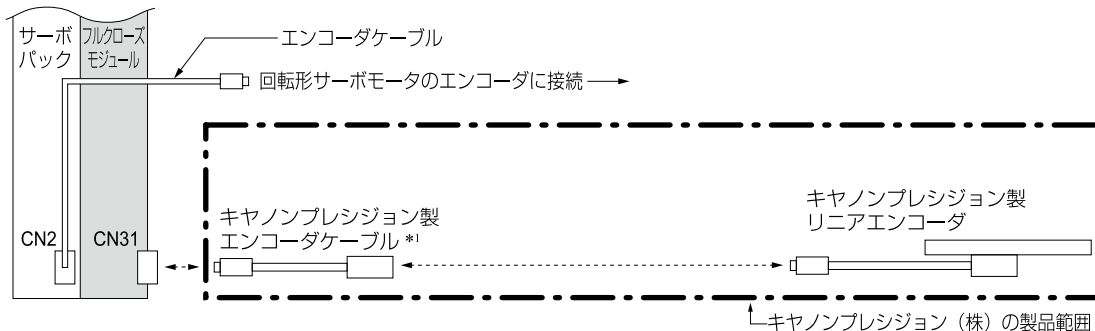 サーボ
パック
フルクローズ
モジュール
エンコーダケーブル
回転形サーボモータのエンコーダに接続
CN2
CN31
キヤノンプレシジョン製
エンコーダケーブル *1
キヤノンプレシジョン製
リニアエンコーダ
キヤノンプレシジョン（株）の製品範囲